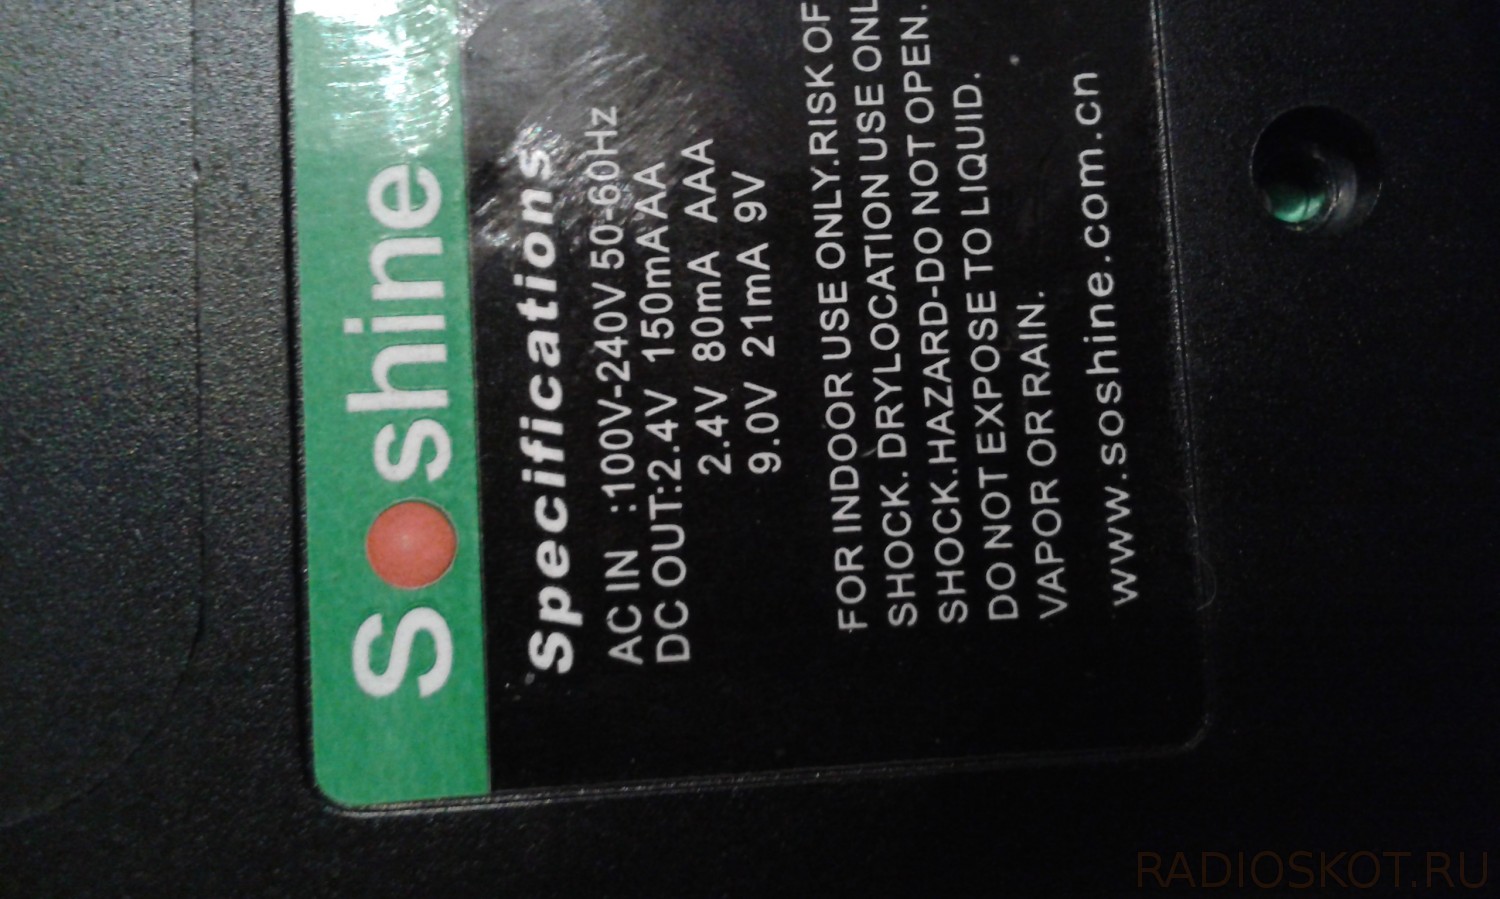 Soshine
Specifications
AC IN :100V-240V 50-60Hz
DC OUT:2.4V 150mA AA
2.4V 80mA AAA
9.0V 21mA 9V
FOR INDOOR USE ONLY.RISK OF
SHOCK. DRYLOCATION USE ONL
SHOCK.HAZARD-DO NOT OPEN.
DO NOT EXPOSE TO LIQUID.
VAPOR OR RAIN.
www.soshine.com.cn
RADIOSKOT.RU